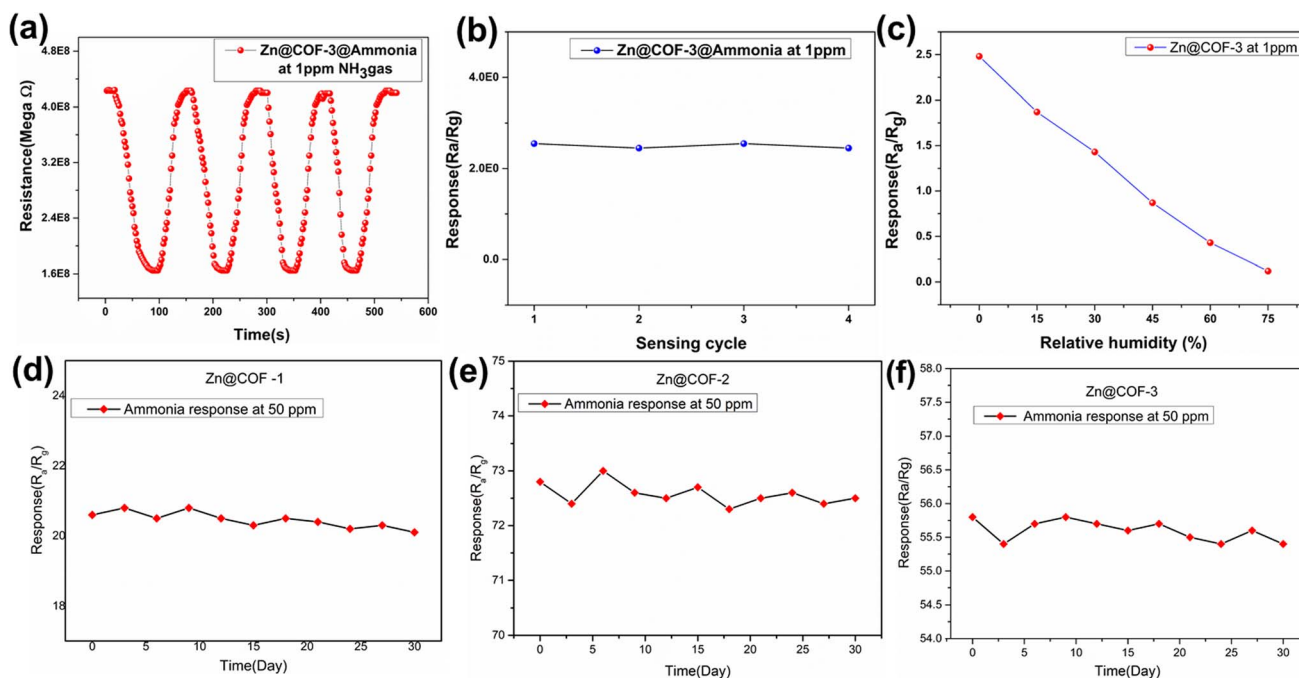 (a)
Zn@COF-3@Ammonia
at 1ppm NH3gas
Resistance(Mega Ω)
4.8E8
4.0E8
3.2E8
2.4E8
1.6E8
0 100 200 300 400 500 600
Time(s)
(b)
Zn@COF-3@Ammonia at 1ppm
Response(Ra/Rg)
4.0E0
2.0E0
0.0
1 2 3 4
Sensing cycle
(c)
Zn@COF-3 at 1ppm
Response(Ra/Rg)
2.5
2.0
1.5
1.0
0.5
0.0
0 15 30 45 60 75
Relative humidity (%)
(d)
Zn@COF -1
Ammonia response at 50 ppm
Response(Ra/Rg)
24
22
20
18
0 5 10 15 20 25 30
Time(Day)
(e)
Zn@COF-2
Ammonia response at 50 ppm
Response(Ra/Rg)
75
74
73
72
71
70
0 5 10 15 20 25 30
Time(Day)
(f)
Zn@COF-3
Ammonia response at 50 ppm
Response(Ra/Rg)
58.0
57.5
57.0
56.5
56.0
55.5
55.0
54.5
54.0
0 5 10 15 20 25 30
Time(Day)